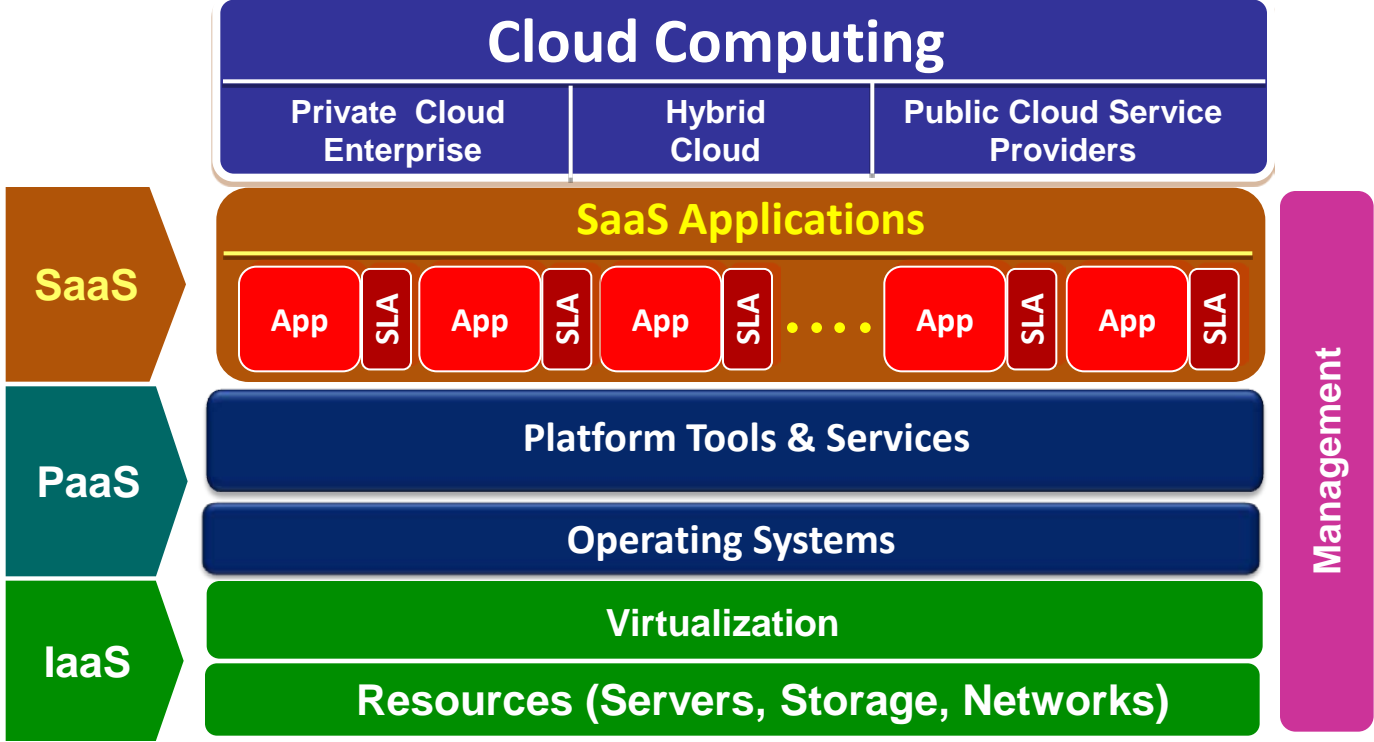 Cloud Computing
Private Cloud
Enterprise
Hybrid
Cloud
Public Cloud Service
Providers
SaaS
SaaS Applications
App
SLA
App
SLA
App
SLA
....
App
SLA
App
SLA
PaaS
Platform Tools & Services
Operating Systems
IaaS
Virtualization
Resources (Servers, Storage, Networks)
Management